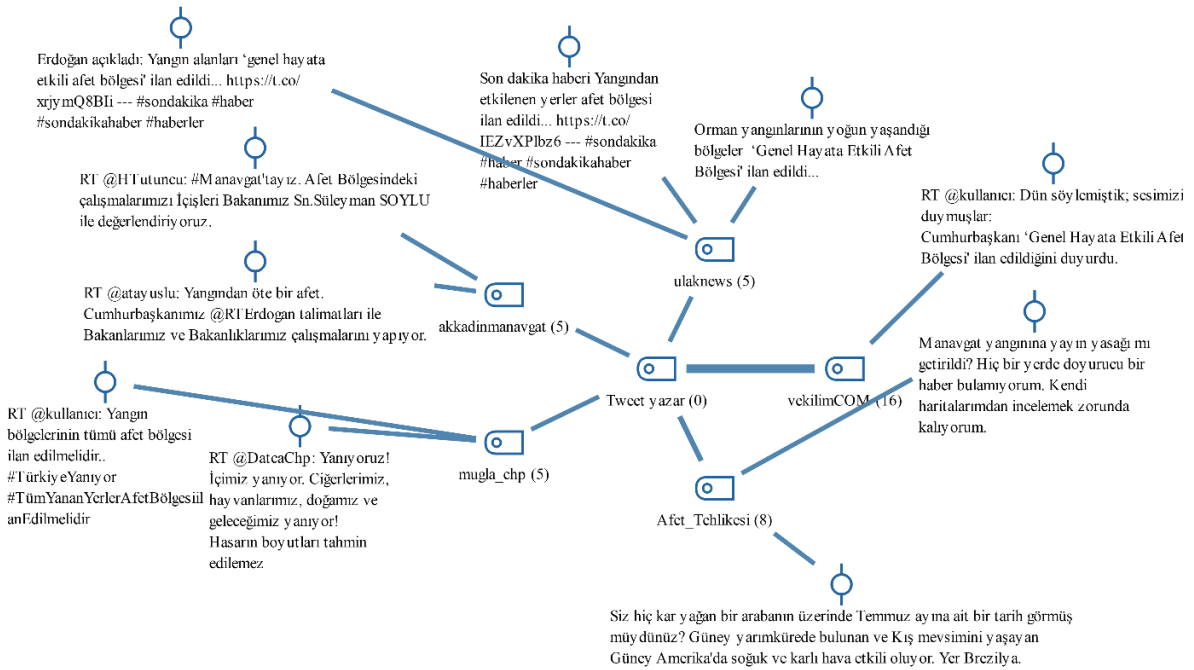 Erdoğan açıkladı: Yangın alanları ‘genel hayata
etkili afet bölgesi' ilan edildi... https://t.co/
xrjymQ8BIi --- #sondakika #haber
#sondakikahaber #haberler
Son dakika haberi Yangından
etkilenen yerler afet bölgesi
ilan edildi... https://t.co/
IEZvXPlbz6 --- #sondakika
#haber #sondakikahaber
#haberler
Orman yangınlarının yoğun yaşandığı
bölgeler ‘Genel Hayata Etkili Afet
Bölgesi' ilan edildi...
RT @HTutuncu: #Manavgat'tayız. Afet Bölgesindeki
çalışmalarımızı İçişleri Bakanımız Sn.Süleyman SOYLU
ile değerlendiriyoruz.
RT @kullanıcı: Dün söylemiştik; sesimizi
duymuşlar:
Cumhurbaşkanı ‘Genel Hayata Etkili Afet
Bölgesi' ilan edildiğini duyurdu.
ulaknews (5)
RT @atayuslu: Yangından öte bir afet.
Cumhurbaşkanımız @RTErdogan talimatları ile
Bakanlarımız ve Bakanlıklarımız çalışmalarını yapıyor.
akkadinmanavgat (5)
Manavgat yangınına yayın yasağı mı
getirildi? Hiç bir yerde doyurucu bir
haber bulamıyorum. Kendi
haritalarımdan incelemek zorunda
kalıyorum.
Tweet yazar (0)
vekilimCOM (16)
RT @kullanıcı: Yangın
bölgelerinin tümü afet bölgesi
ilan edilmelidir..
#TürkiyeYanıyor
#TümYananYerlerAfetBölgesiil
anEdilmelidir
RT @DatcaChp: Yanıyoruz!
İçimiz yanıyor. Ciğerlerimiz,
hayvanlarımız, doğamız ve
geleceğimiz yanıyor!
Hasarın boyutları tahmin
edilemez
mugla_chp (5)
Afet_Tehlikesi (8)
Siz hiç kar yağan bir arabanın üzerinde Temmuz ayına ait bir tarih görmüş
müydünüz? Güney yarımkürede bulunan ve Kış mevsimini yaşayan
Güney Amerika'da soğuk ve karlı hava etkili oluyor. Yer Brezilya.